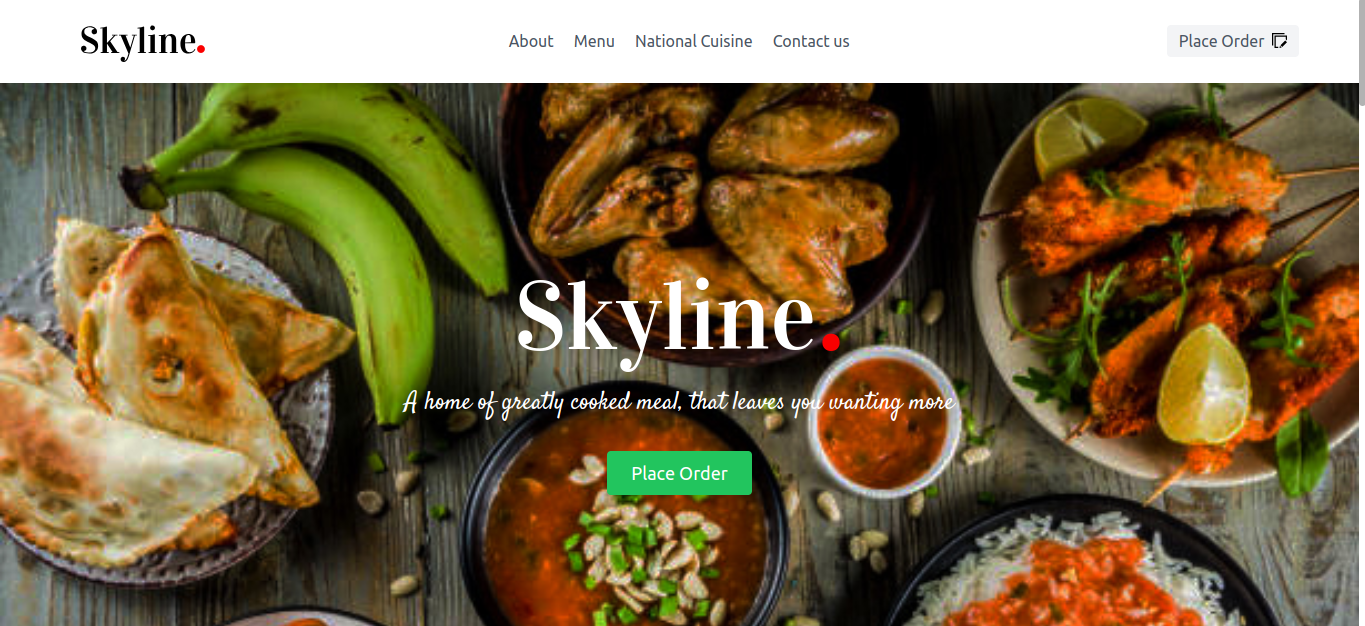 Skyline.
About Menu National Cuisine Contact us
Place Order
Skyline.
A home of greatly cooked meal, that leaves you wanting more
Place Order